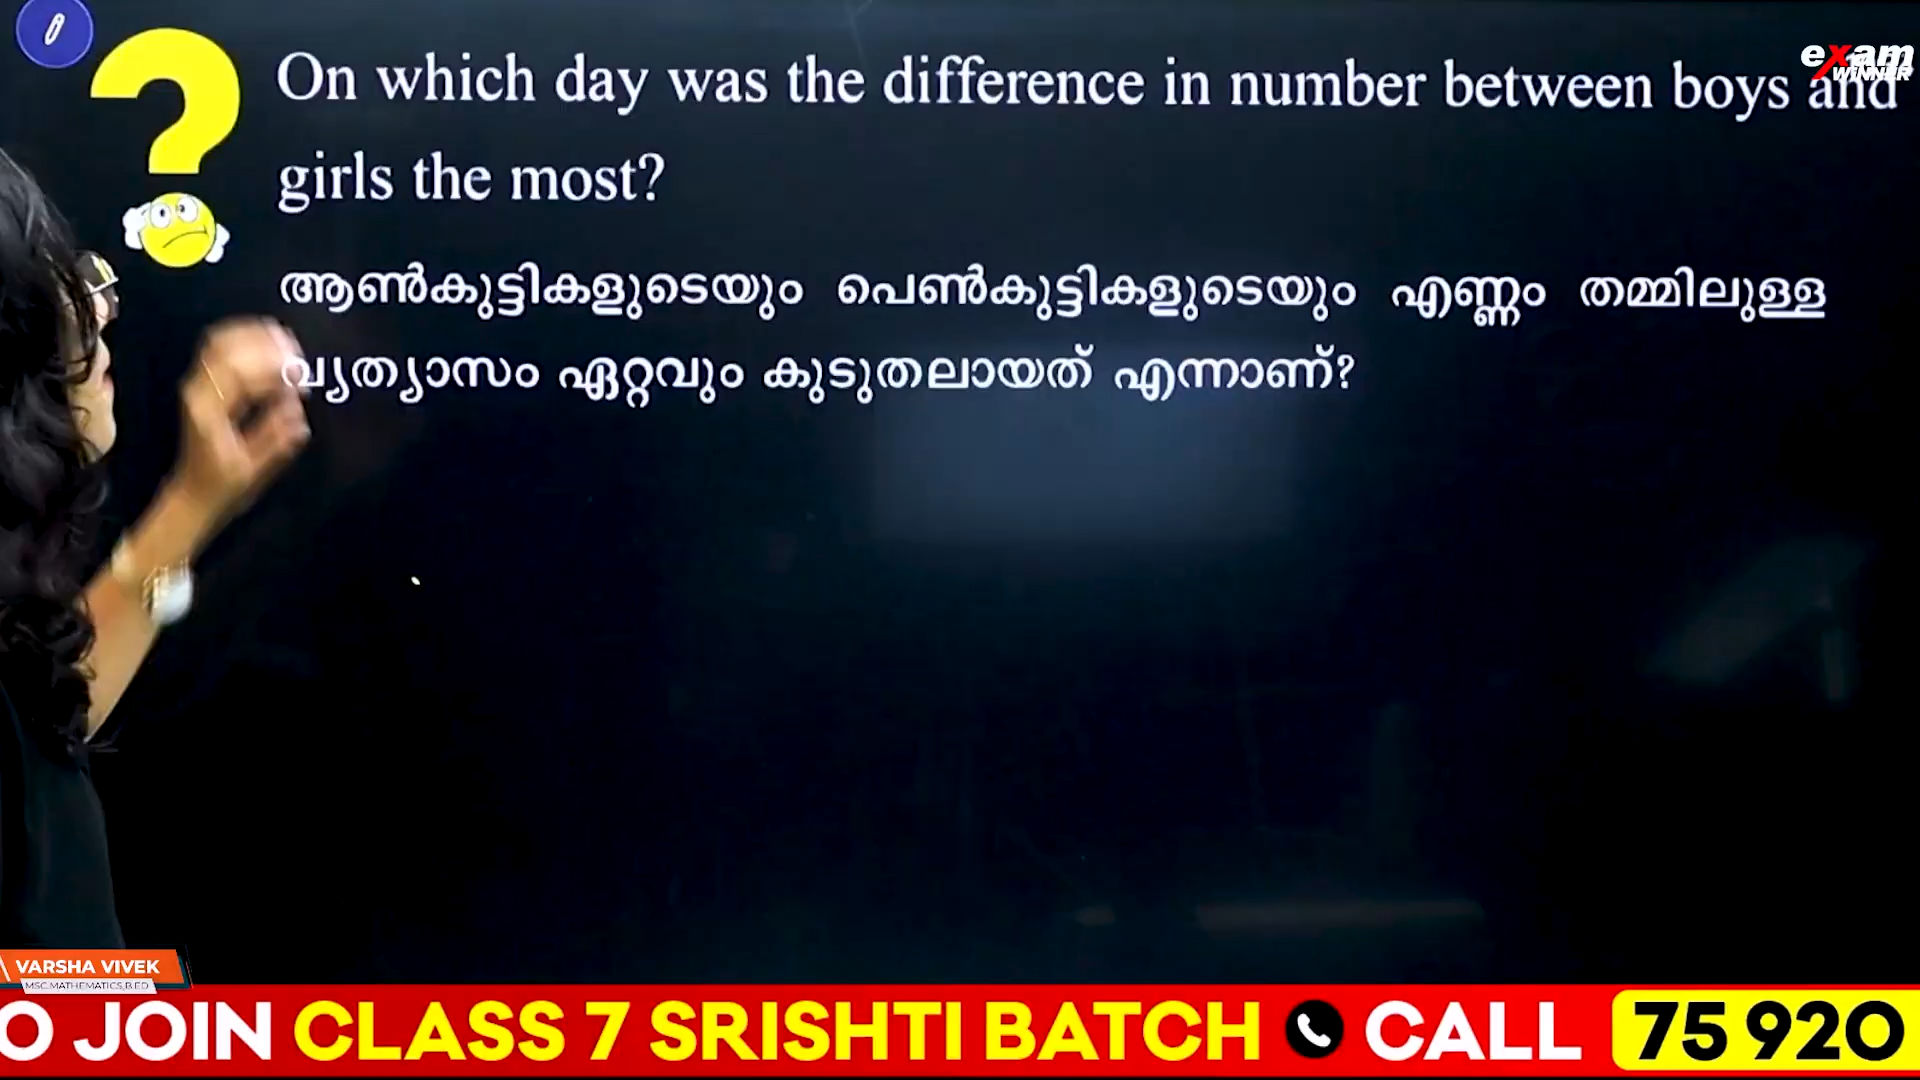 On which day was the difference in number between boys and
girls the most?
ആൺകുട്ടികളുടെയും പെൺകുട്ടികളുടെയും എണ്ണം തമ്മിലുള്ള
വ്യത്യാസം ഏറ്റവും കുടുതലായത് എന്നാണ്?
exam
WINNER
VARSHA VIVEK
MSC.MATHEMATICS,B.ED
O JOIN CLASS 7 SRISHTI BATCH CALL 75 920